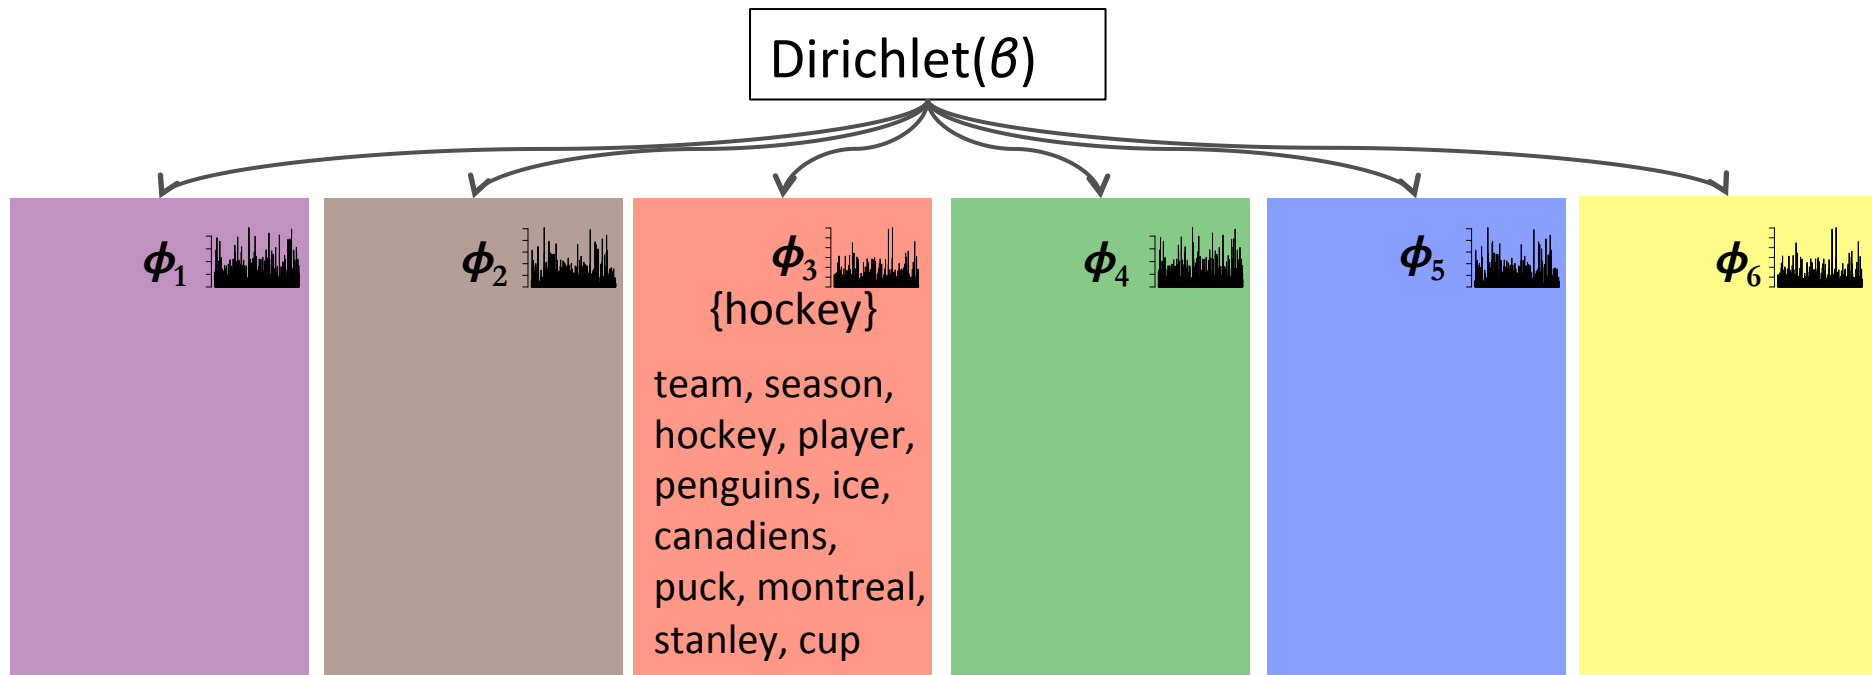 Dirichlet(β)
ϕ1
ϕ2
ϕ3
ϕ4
ϕ5
ϕ6
{hockey}
team, season,
hockey, player,
penguins, ice,
canadiens,
puck, montreal,
stanley, cup